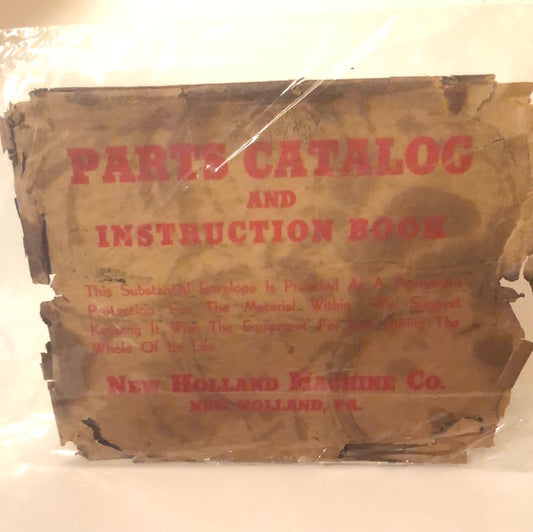 PARTS CATALOG
AND
INSTRUCTION BOOK
This Substantial Envelope Is Provided As A Permanent
Protection For The Material Within. We Suggest
Keeping It With The Equipment For Use During The
Whole Of Its Life.
NEW HOLLAND MACHINE CO.
NEW HOLLAND, PA.